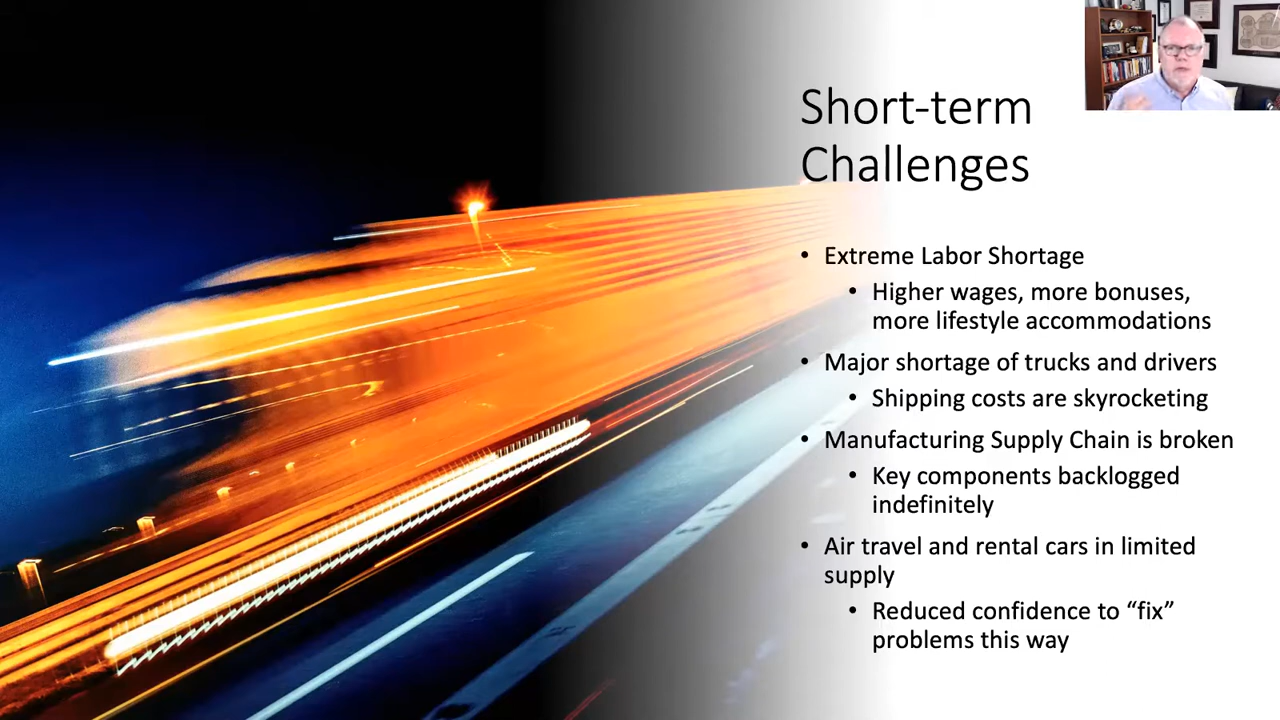 Short-term
Challenges
• Extreme Labor Shortage
• Higher wages, more bonuses,
more lifestyle accommodations
• Major shortage of trucks and drivers
• Shipping costs are skyrocketing
• Manufacturing Supply Chain is broken
• Key components backlogged
indefinitely
• Air travel and rental cars in limited
supply
• Reduced confidence to “fix”
problems this way